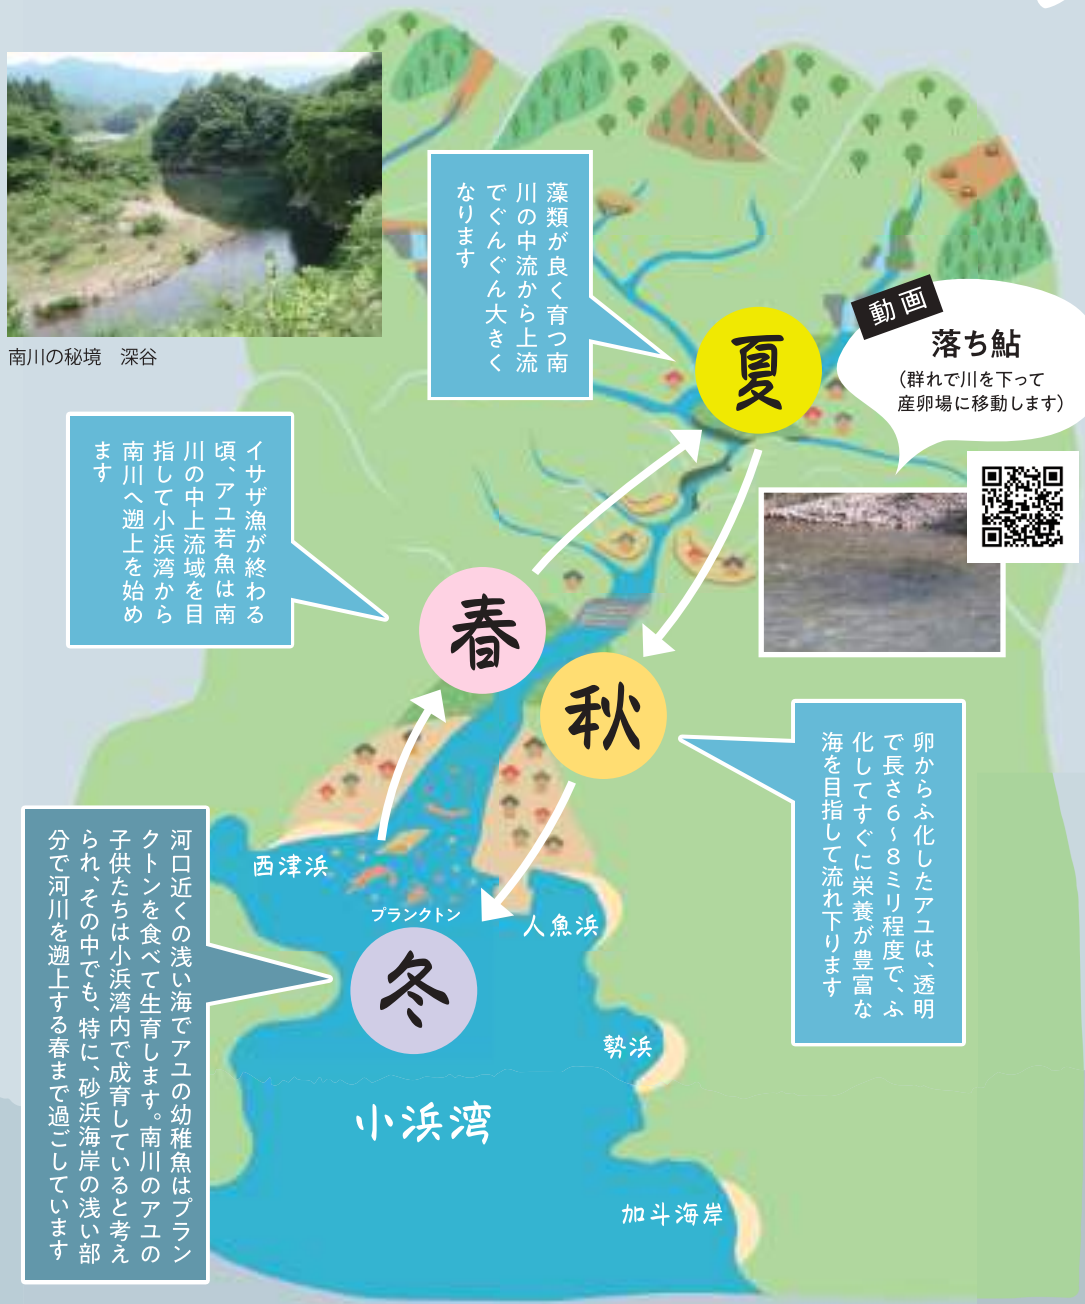 南川の秘境　深谷
藻類が良く育つ南
川の中流から上流
でぐんぐん大きく
なります
夏
動画
落ち鮎
（群れで川を下って
産卵場に移動します）
イサザ漁が終わる
頃、アユ若魚は南
川の中上流域を目
指して小浜湾から
南川へ遡上を始め
ます
春
秋
卵からふ化したアユは、透明
で長さ６〜８ミリ程度で、ふ
化してすぐに栄養が豊富な
海を目指して流れ下ります
西津浜
プランクトン
人魚浜
冬
河口近くの浅い海でアユの幼稚魚はプラン
クトンを食べて生育します。南川のアユの
子供たちは小浜湾内で成育していると考え
られ、その中でも、特に、砂浜海岸の浅い部
分で河川を遡上する春まで過ごしています
勢浜
小浜湾
加斗海岸